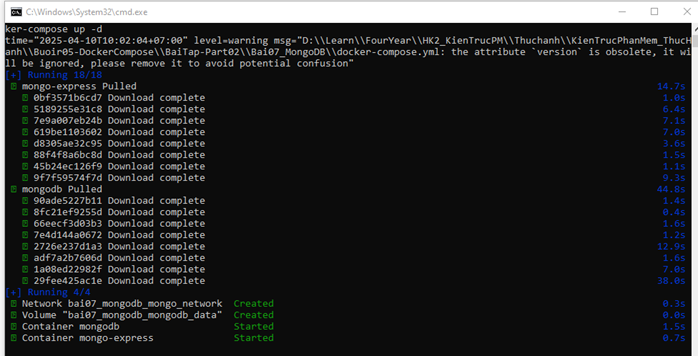 C:\Windows\System32\cmd.exe
ker-compose up -d
time="2025-04-10T10:02:04+07:00" level=warning msg="D:\\Learn\\FourYear\\HK2_KienTrucPM\\Thuchanh\\KienTrucPhanMem_ThucH
anh\\Buoir05-DockerCompose\\BaiTap-Part02\\Bai07_MongoDB\\docker-compose.yml: the attribute `version` is obsolete, it wi
ll be ignored, please remove it to avoid potential confusion"
[+] Running 18/18
mongo-express Pulled 14.7s
0bf3571b6cd7 Download complete 1.0s
5189255e31c8 Download complete 6.4s
7e9a007eb24b Download complete 7.1s
619be1103602 Download complete 7.0s
d8305ae32c95 Download complete 3.6s
88f4f8a6bc8d Download complete 1.5s
45b24ec126f9 Download complete 1.1s
9f7f59574f7d Download complete 9.3s
mongodb Pulled 44.8s
90ade5227b11 Download complete 1.4s
8fc21ef9255d Download complete 0.4s
66eecf3d03b3 Download complete 1.6s
7e4d144a0672 Download complete 1.2s
2726e237d1a3 Download complete 12.9s
adf7a2b7606d Download complete 1.6s
1a08ed22982f Download complete 7.0s
29fee425ac1e Download complete 38.0s
[+] Running 4/4
Network bai07_mongodb_mongo_network Created 0.3s
Volume "bai07_mongodb_mongodb_data" Created 0.0s
Container mongodb Started 1.5s
Container mongo-express Started 0.7s